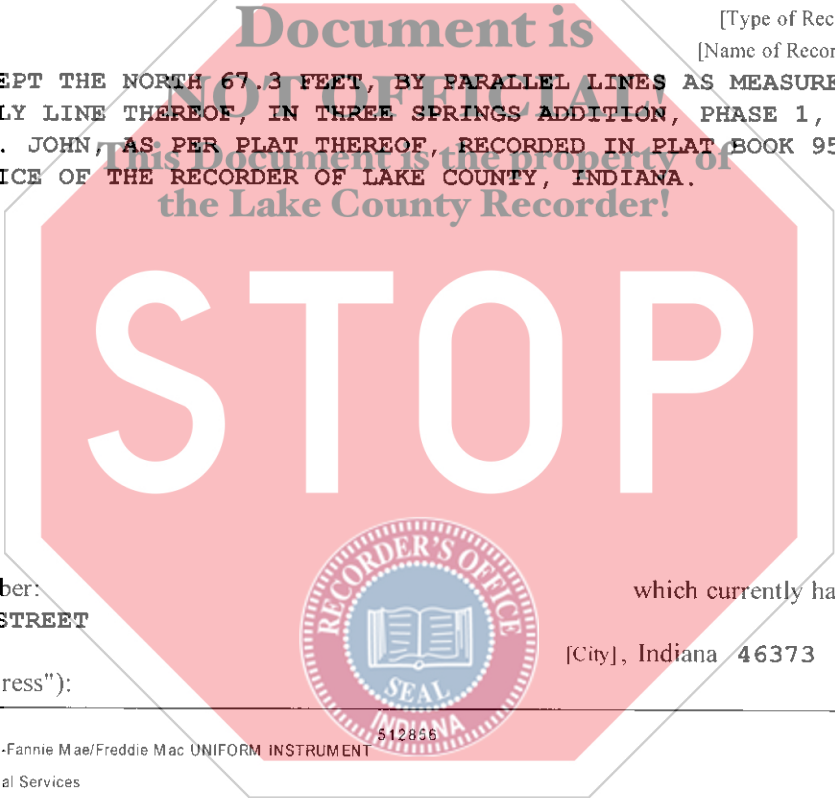 Document is
[Type of Rec
[Name of Recor
EPT THE NORTH 67.3 FEET, BY PARALLEL LINES AS MEASURE
NOT OFFICIAL!
LY LINE THEREOF, IN THREE SPRINGS ADDITION, PHASE 1,
. JOHN, AS PER PLAT THEREOF, RECORDED IN PLAT BOOK 95
This Document is the property of
ICE OF THE RECORDER OF LAKE COUNTY, INDIANA.
the Lake County Recorder!
STOP
RECORDER'S OFFICE
SEAL
INDIANA
ber:
which currently ha
STREET
[City], Indiana 46373
ress"):
512856
-Fannie Mae/Freddie Mac UNIFORM INSTRUMENT
al Services